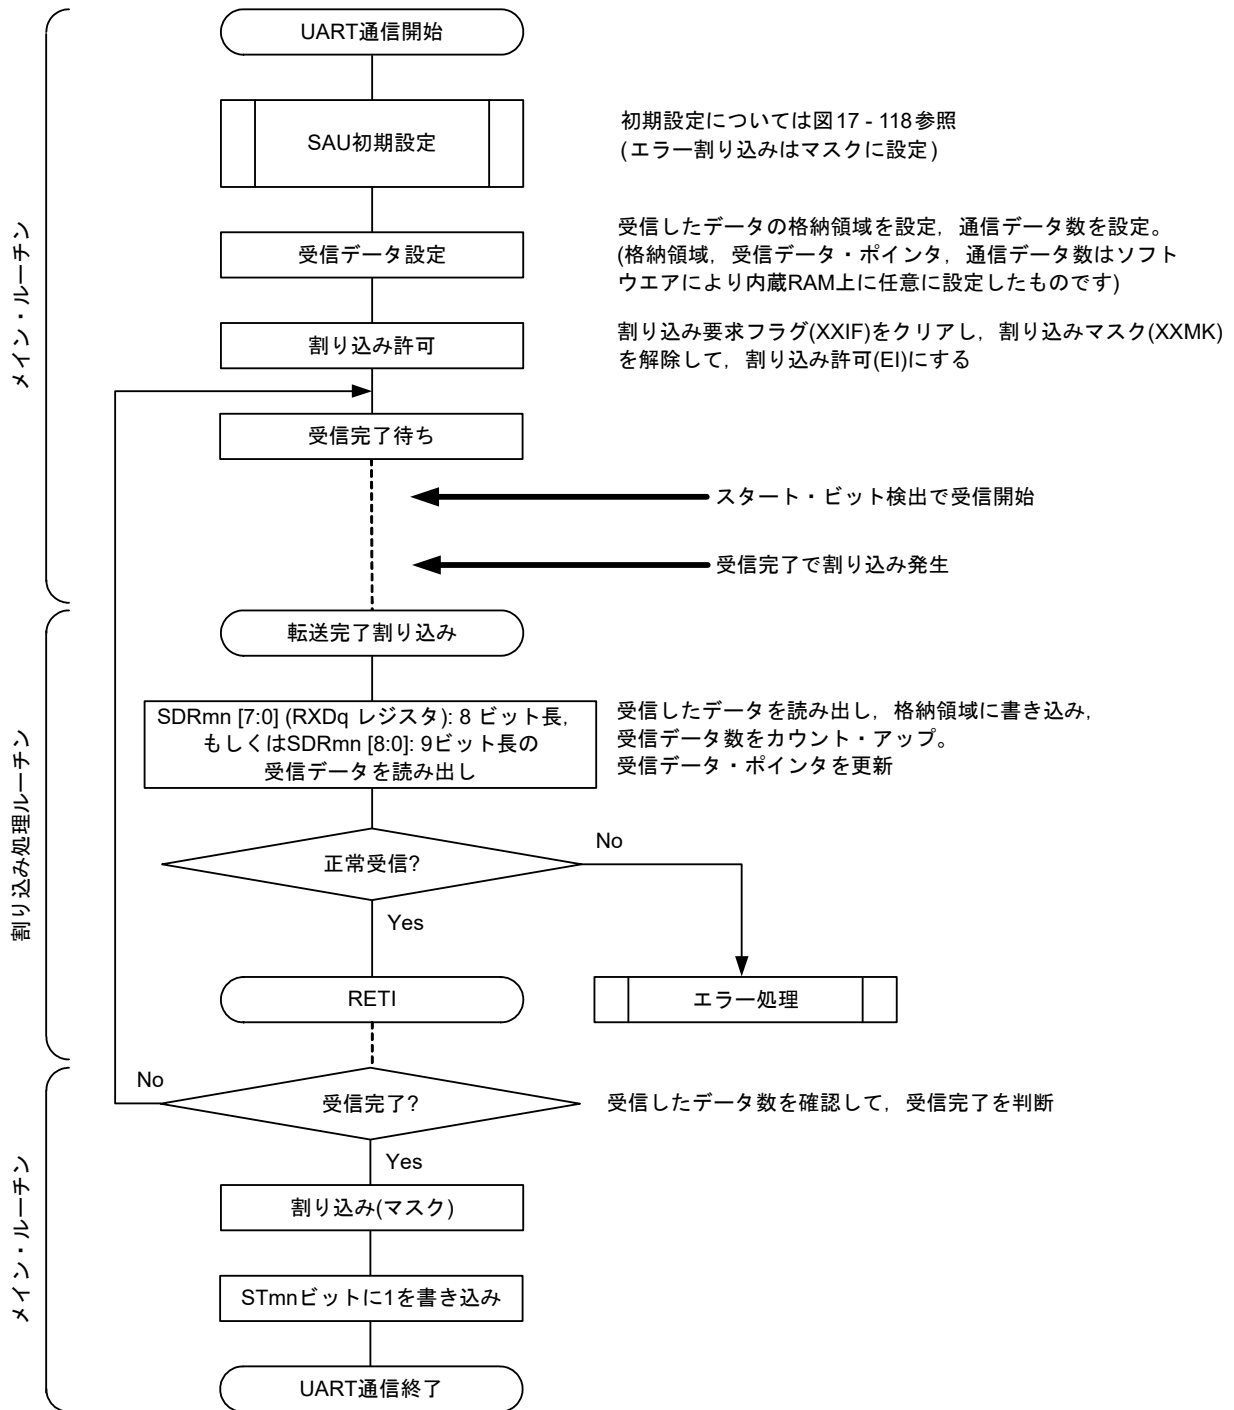 UART通信開始
SAU初期設定
初期設定については図17 - 118参照
(エラー割り込みはマスクに設定)
受信データ設定
受信したデータの格納領域を設定，通信データ数を設定。
(格納領域，受信データ・ポインタ，通信データ数はソフト
ウエアにより内蔵RAM上に任意に設定したものです)
割り込み許可
割り込み要求フラグ(XXIF)をクリアし，割り込みマスク(XXMK)
を解除して，割り込み許可(EI)にする
メイン・ルーチン
受信完了待ち
スタート・ビット検出で受信開始
受信完了で割り込み発生
転送完了割り込み
SDRmn [7:0] (RXDq レジスタ): 8 ビット長，
もしくはSDRmn [8:0]: 9ビット長の
受信データを読み出し
受信したデータを読み出し，格納領域に書き込み，
受信データ数をカウント・アップ。
受信データ・ポインタを更新
割り込み処理ルーチン
正常受信?
No
Yes
RETI
エラー処理
No
受信完了?
受信したデータ数を確認して，受信完了を判断
Yes
メイン・ルーチン
割り込み(マスク)
STmnビットに1を書き込み
UART通信終了